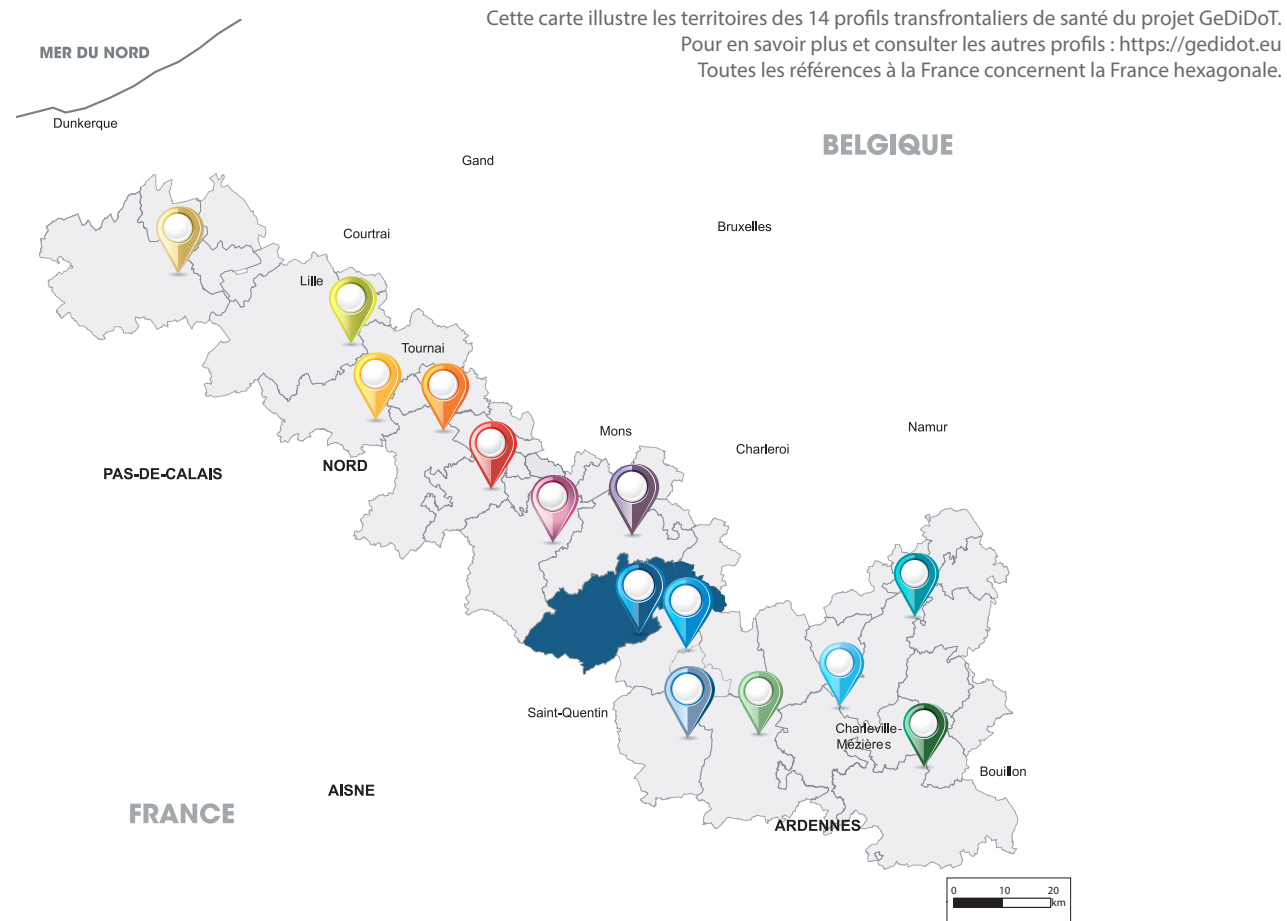 Cette carte illustre les territoires des 14 profils transfrontaliers de santé du projet GeDiDoT.
Pour en savoir plus et consulter les autres profils : https://gedidot.eu
Toutes les références à la France concernent la France hexagonale.
MER DU NORD
Dunkerque
BELGIQUE
Gand
Bruxelles
Courtrai
Lille
Tournai
Mons
Namur
Charleroi
NORD
PAS-DE-CALAIS
Saint-Quentin
Charleville-
Mézières
Bouillon
AISNE
FRANCE
ARDENNES
0 10 20
km